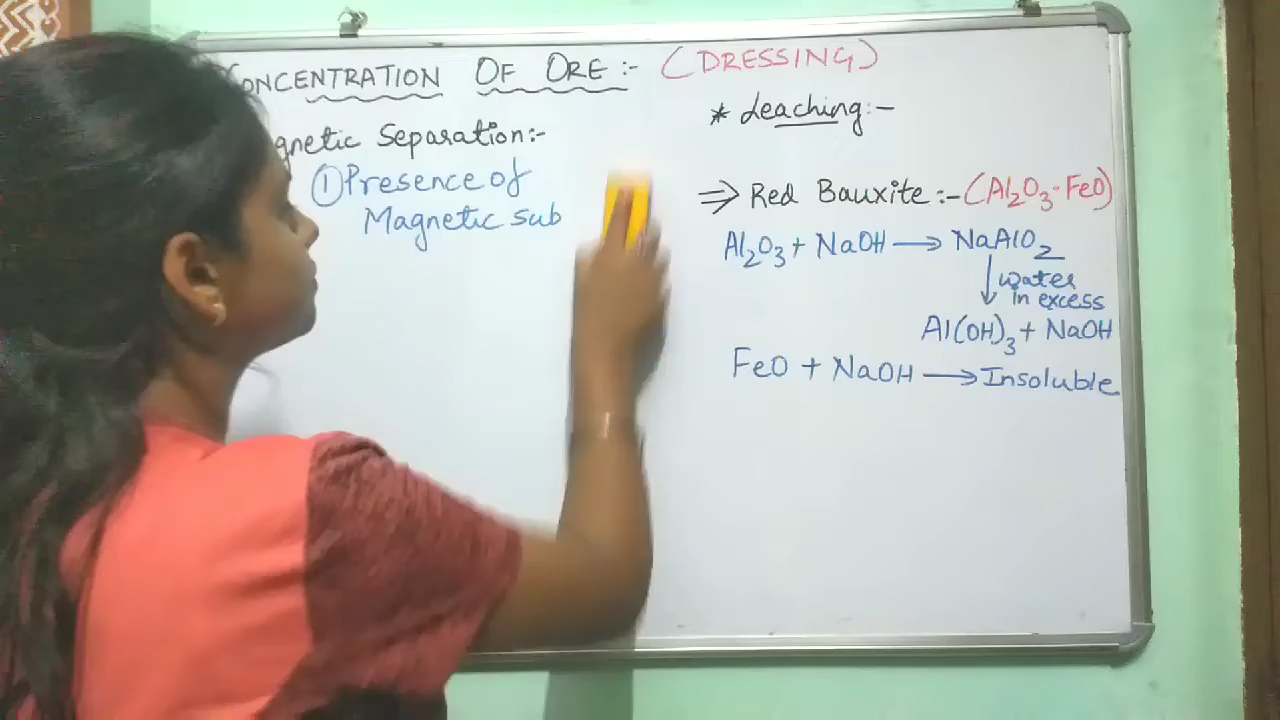 ONCENTRATION OF ORE :- (DRESSING)
gnetic Separation:-
① Presence of
Magnetic sub
* Leaching:-
⇒ Red Bauxite:- (Al₂O₃·FeO)
Al₂O₃ + NaOH → NaAlO₂
↓ water
in excess
Al(OH)₃ + NaOH
FeO + NaOH → Insoluble